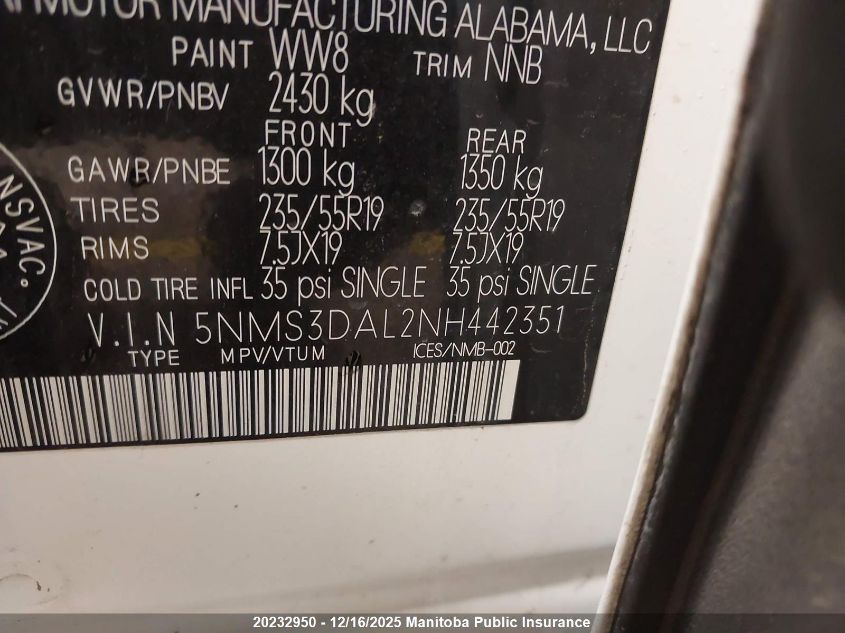 MOTOR MANUFACTURING ALABAMA, LLC
PAINT WW8 TRIM NNB
GVWR/PNBV 2430 kg
FRONT REAR
GAWR/PNBE 1300 kg 1350 kg
TIRES 235/55R19 235/55R19
RIMS 7.5JX19 7.5JX19
COLD TIRE INFL 35 psi SINGLE 35 psi SINGLE
V.I.N 5NMS3DAL2NH442351
TYPE MPV/VTUM ICES/NMB-002
NSVAC
20232950 - 12/16/2025 Manitoba Public Insurance